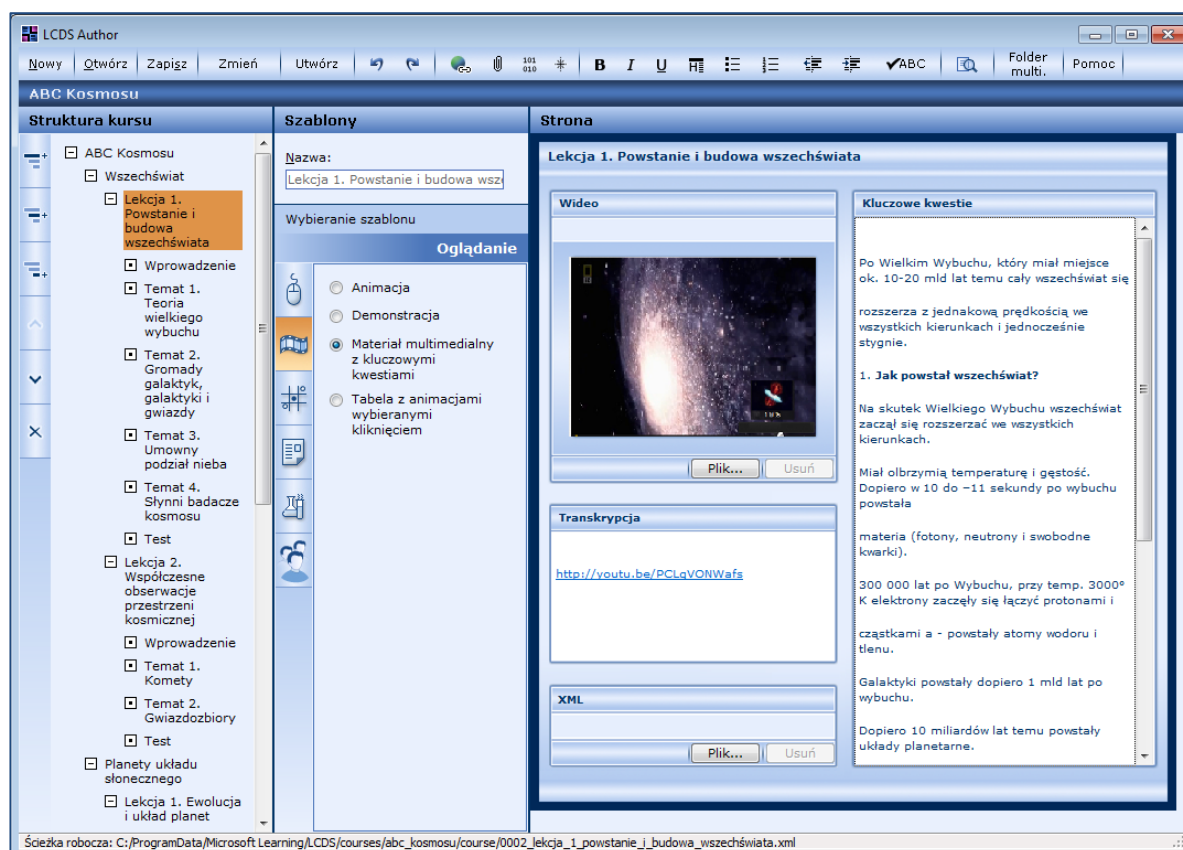 LCDS Author
Nowy Otwórz Zapisz Zmień Utwórz 101 010 B I U ABC Folder multi. Pomoc
ABC Kosmosu
Struktura kursu
ABC Kosmosu
Wszechświat
Lekcja 1.
Powstanie i
budowa
wszechświata
Wprowadzenie
Temat 1.
Teoria
wielkiego
wybuchu
Temat 2.
Gromady
galaktyk,
galaktyki i
gwiazdy
Temat 3.
Umowny
podział nieba
Temat 4.
Słynni badacze
kosmosu
Test
Lekcja 2.
Współczesne
obserwacje
przestrzeni
kosmicznej
Wprowadzenie
Temat 1.
Komety
Temat 2.
Gwiazdozbiory
Test
Planety układu
słonecznego
Lekcja 1. Ewolucja
i układ planet
Szablony
Nazwa:
Lekcja 1. Powstanie i budowa wsz
Wybieranie szablonu
Oglądanie
Animacja
Demonstracja
Materiał multimedialny
z kluczowymi
kwestiami
Tabela z animacjami
wybieranymi
kliknięciem
Strona
Lekcja 1. Powstanie i budowa wszechświata
Wideo
Plik... Usuń
Transkrypcja
http://youtu.be/PCLqVONWafs
XML
Plik... Usuń
Kluczowe kwestie
Po Wielkim Wybuchu, który miał miejsce
ok. 10-20 mld lat temu cały wszechświat się
rozszerza z jednakową prędkością we
wszystkich kierunkach i jednocześnie
stygnie.
1. Jak powstał wszechświat?
Na skutek Wielkiego Wybuchu wszechświat
zaczął się rozszerzać we wszystkich
kierunkach.
Miał olbrzymią temperaturę i gęstość.
Dopiero w 10 do −11 sekundy po wybuchu
powstała
materia (fotony, neutrony i swobodne
kwarki).
300 000 lat po Wybuchu, przy temp. 3000°
K elektrony zaczęły się łączyć protonami i
cząstkami a - powstały atomy wodoru i
tlenu.
Galaktyki powstały dopiero 1 mld lat po
wybuchu.
Dopiero 10 miliardów lat temu powstały
układy planetarne.
Ścieżka robocza: C:/ProgramData/Microsoft Learning/LCDS/courses/abc_kosmosu/course/0002_lekcja_1_powstanie_i_budowa_wszechświata.xml